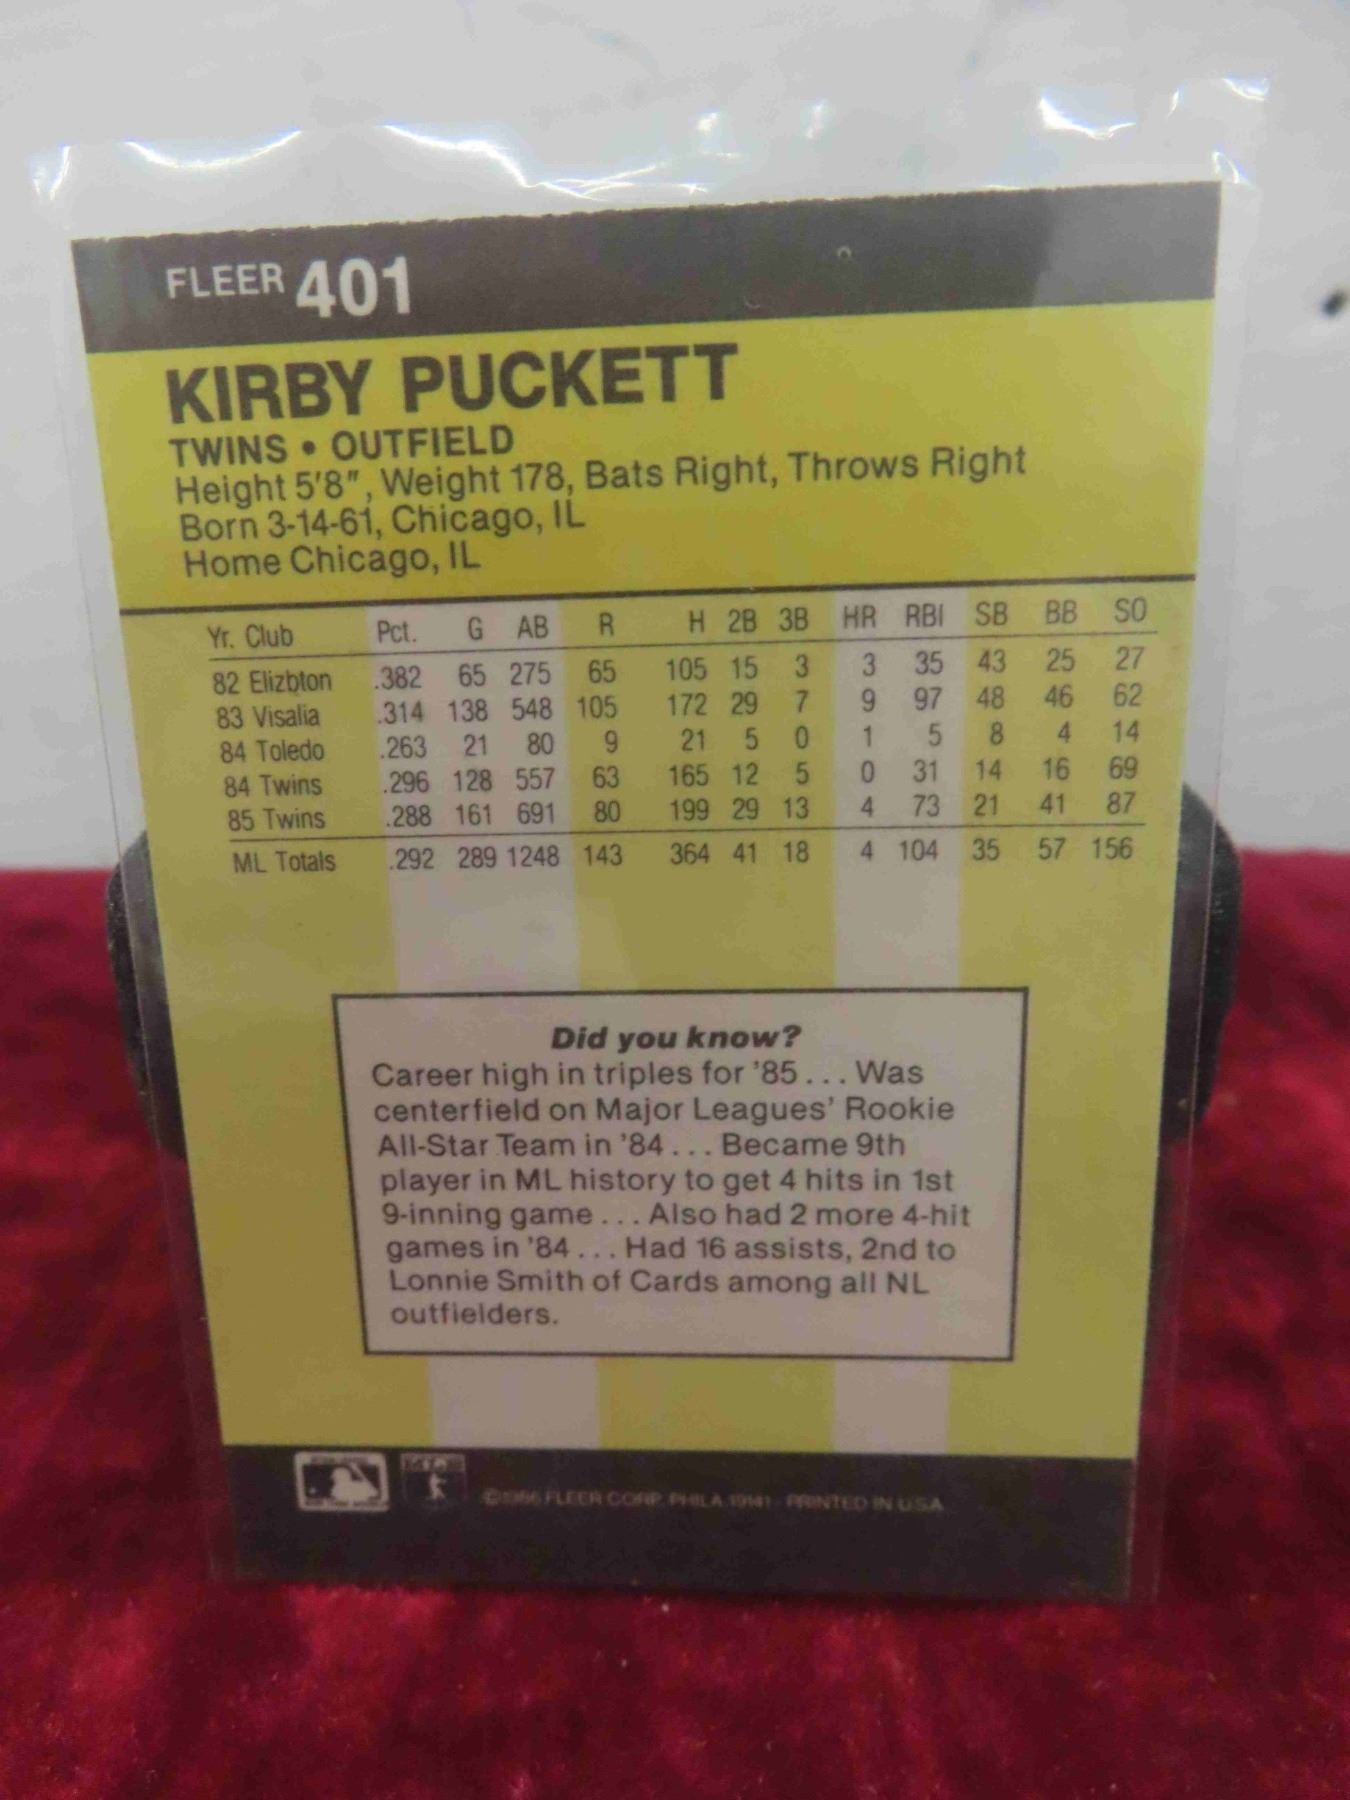 FLEER 401
KIRBY PUCKETT
TWINS • OUTFIELD
Height 5'8", Weight 178, Bats Right, Throws Right
Born 3-14-61, Chicago, IL
Home Chicago, IL
Yr. Club Pct. G AB R H 2B 3B HR RBI SB BB SO
82 Elizbton .382 65 275 65 105 15 3 3 35 43 25 27
83 Visalia .314 138 548 105 172 29 7 9 97 48 46 62
84 Toledo .263 21 80 9 21 5 0 1 5 8 4 14
84 Twins .296 128 557 63 165 12 5 0 31 14 16 69
85 Twins .288 161 691 80 199 29 13 4 73 21 41 87
ML Totals .292 289 1248 143 364 41 18 4 104 35 57 156
Did you know?
Career high in triples for '85... Was
centerfield on Major Leagues' Rookie
All-Star Team in '84... Became 9th
player in ML history to get 4 hits in 1st
9-inning game... Also had 2 more 4-hit
games in '84... Had 16 assists, 2nd to
Lonnie Smith of Cards among all NL
outfielders.
©1986 FLEER CORP. PHILA 19141 - PRINTED IN U.S.A